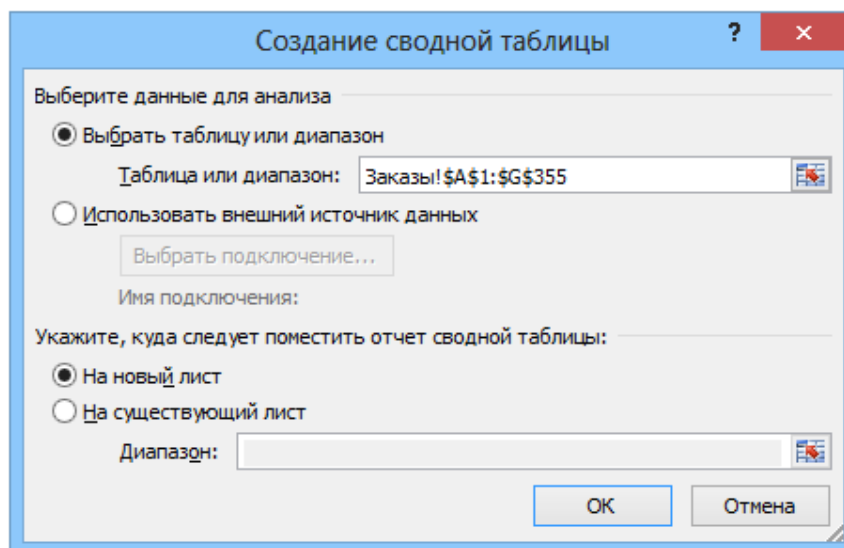 Создание сводной таблицы
?
Выберите данные для анализа
Выбрать таблицу или диапазон
Таблица или диапазон: Заказы!$A$1:$G$355
Использовать внешний источник данных
Выбрать подключение...
Имя подключения:
Укажите, куда следует поместить отчет сводной таблицы:
На новый лист
На существующий лист
Диапазон:
ОК Отмена